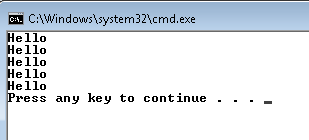 C:\Windows\system32\cmd.exe
Hello
Hello
Hello
Hello
Hello
Press any key to continue . . . _